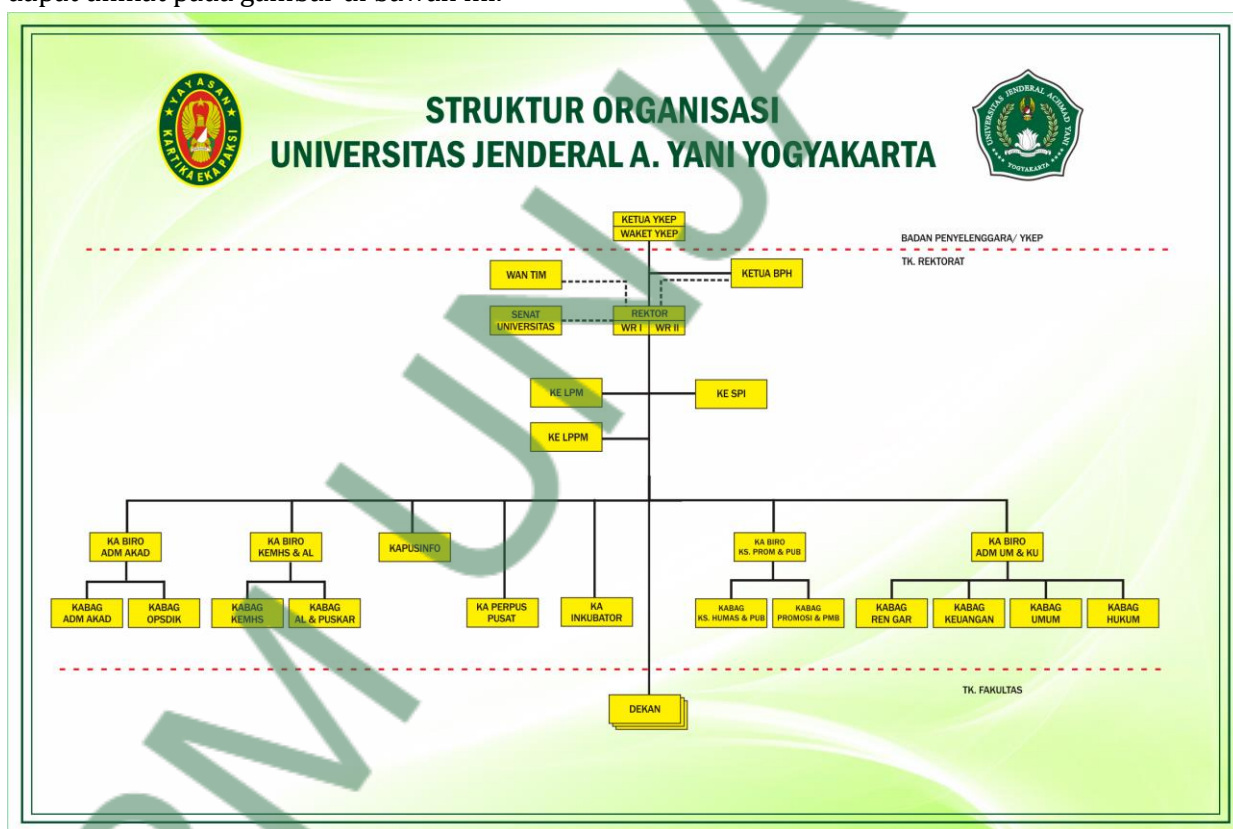 dapat dilihat pada gambar di bawah ini.
YAYASAN
KARTIKA EKA PAKSI
STRUKTUR ORGANISASI
UNIVERSITAS JENDERAL A. YANI YOGYAKARTA
UNIVERSITAS JENDERAL ACHMAD YANI
YOGYAKARTA
KETUA YKEP
WAKET YKEP
BADAN PENYELENGGARA/ YKEP
TK. REKTORAT
WAN TIM
KETUA BPH
SENAT
UNIVERSITAS
REKTOR
WR I WR II
KE LPM
KE SPI
KE LPPM
KA BIRO
ADM AKAD
KA BIRO
KEMHS & AL
KAPUSINFO
KA BIRO
KS. PROM & PUB
KA BIRO
ADM UM & KU
KABAG
ADM AKAD
KABAG
OPSDIK
KABAG
KEMHS
KABAG
AL & PUSKAR
KA PERPUS
PUSAT
KA
INKUBATOR
KABAG
KS. HUMAS & PUB
KABAG
PROMOSI & PMB
KABAG
REN GAR
KABAG
KEUANGAN
KABAG
UMUM
KABAG
HUKUM
TK. FAKULTAS
DEKAN
PM UNJA